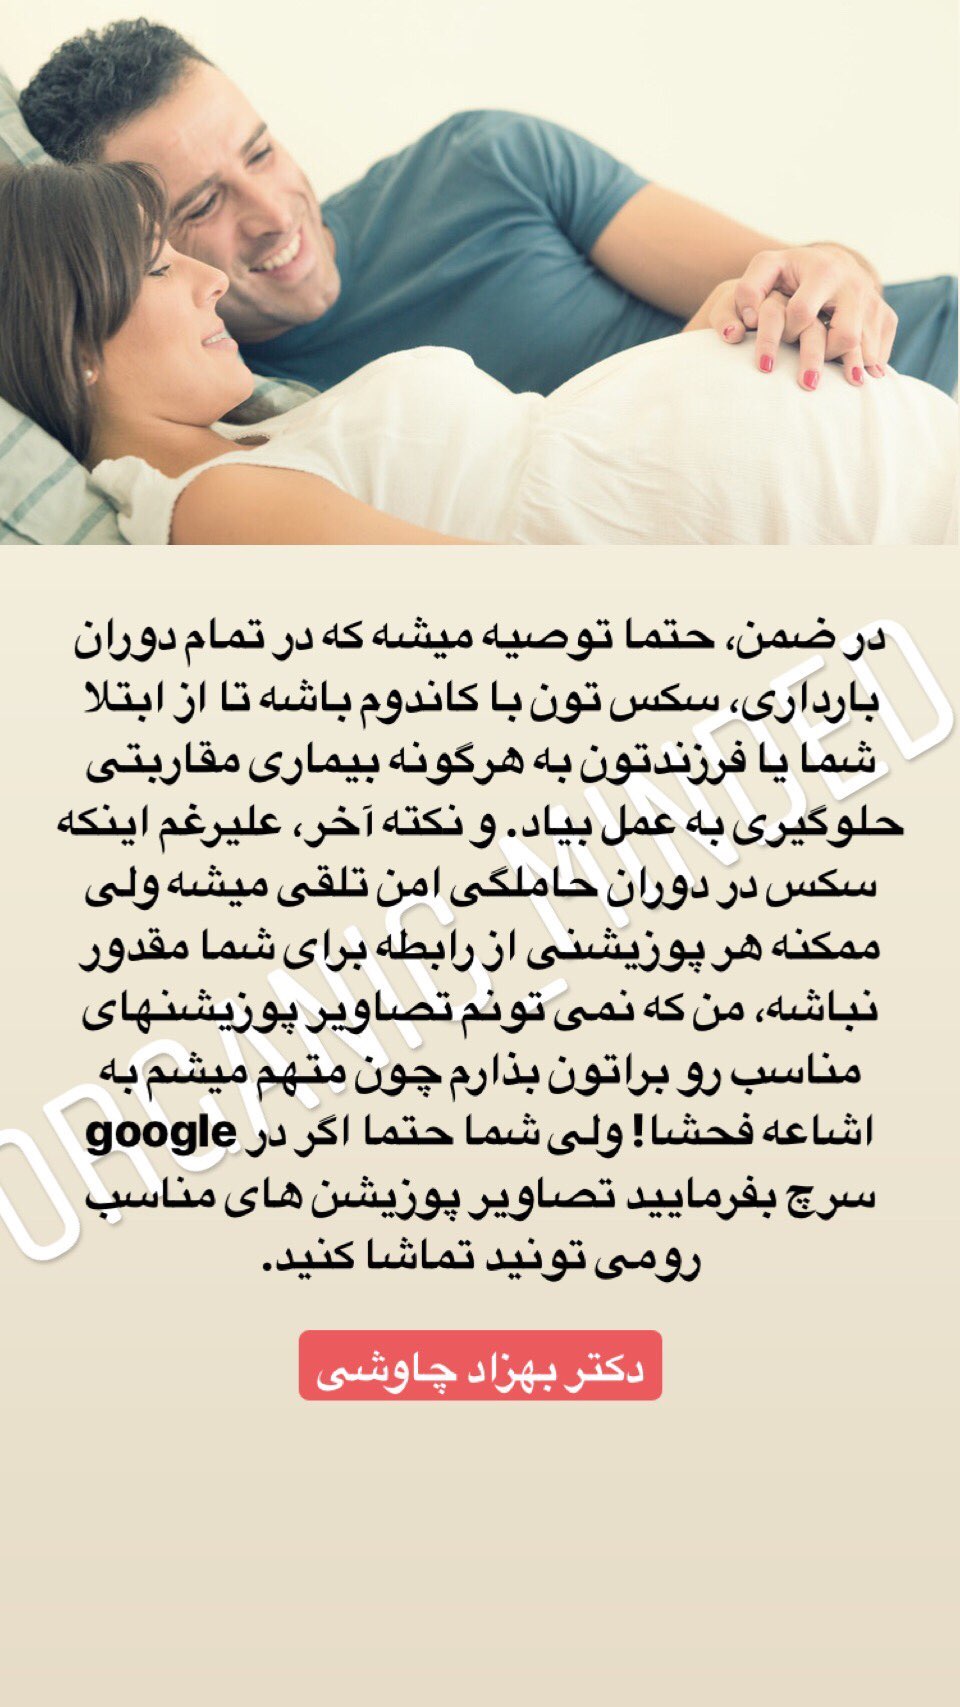 در ضمن، حتما توصیه میشه که در تمام دوران
بارداری، سکس تون با کاندوم باشه تا از ابتلا
شما یا فرزندتون به هرگونه بیماری مقاربتی
حلوگیری به عمل بیاد. و نکته آخر، علیرغم اینکه
سکس در دوران حاملگی امن تلقی میشه ولی
ممکنه هر پوزیشنی از رابطه برای شما مقدور
نباشه، من که نمی تونم تصاویر پوزیشنهای
مناسب رو براتون بذارم چون متهم میشم به
اشاعه فحشا! ولی شما حتما اگر در google
سرچ بفرمایید تصاویر پوزیشن های مناسب
رومی تونید تماشا کنید.
دکتر بهزاد چاوشی
ORGANIC_MINDED